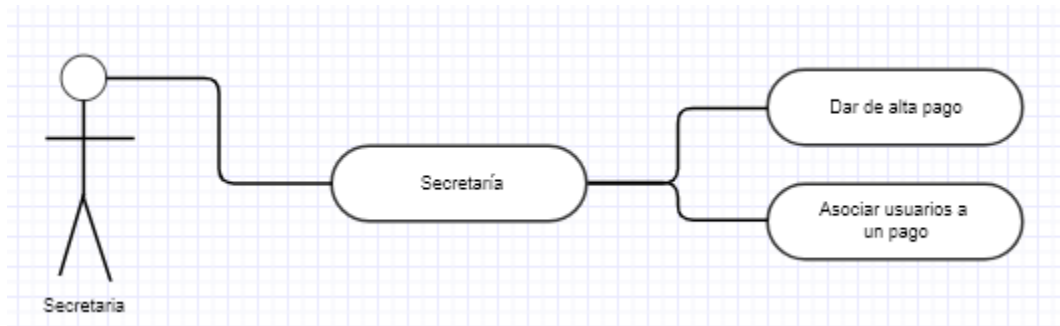 Dar de alta pago
Secretaría
Asociar usuarios a
un pago
Secretaria